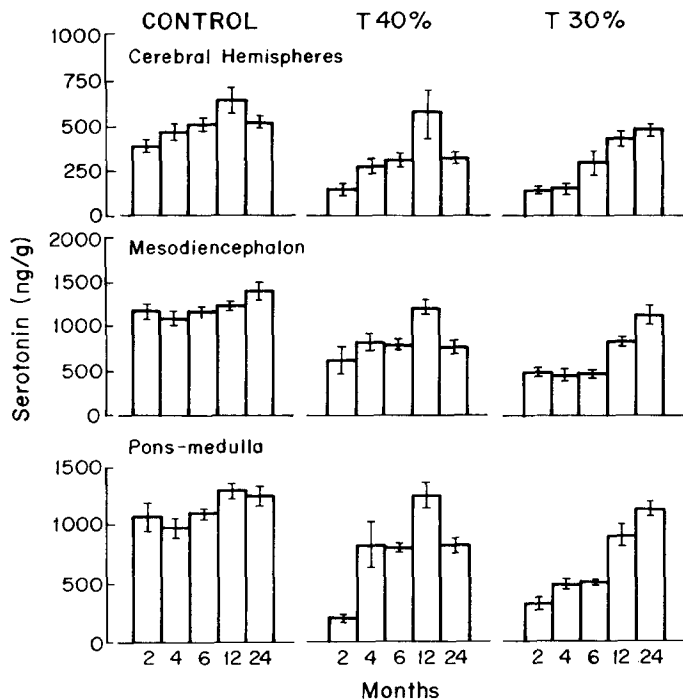 CONTROL T 40% T 30%
Cerebral Hemispheres
1000
750
500
250
0
Mesodiencephalon
2000
1500
1000
500
0
Pons-medulla
1500
1000
500
0
Serotonin (ng/g)
2 4 6 12 24 2 4 6 12 24 2 4 6 12 24
Months